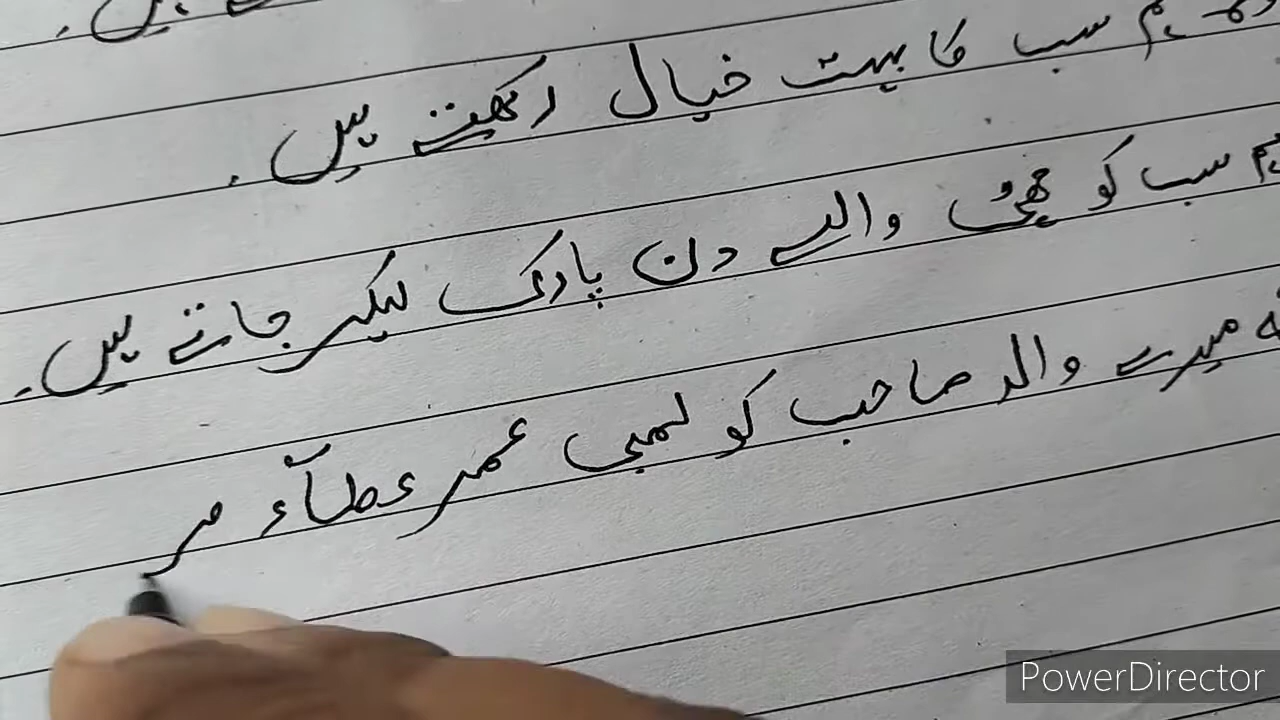 ہم سب کا بہت خیال رکھتے ہیں۔
ہم سب کو چھٹی والے دن پارک لیکر جاتے ہیں۔
میرے والد صاحب کو لمبی عمر عطاّء فر
PowerDirector